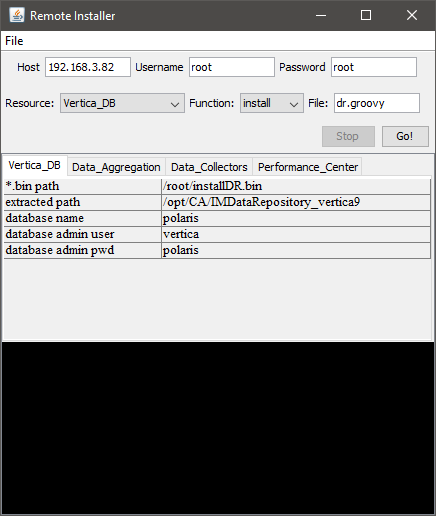 Remote Installer
File
Host 192.168.3.82 Username root Password root
Resource: Vertica_DB Function: install File: dr.groovy
Stop Go!
Vertica_DB Data_Aggregation Data_Collectors Performance_Center
*.bin path /root/installDR.bin
extracted path /opt/CA/IMDataRepository_vertica9
database name polaris
database admin user vertica
database admin pwd polaris